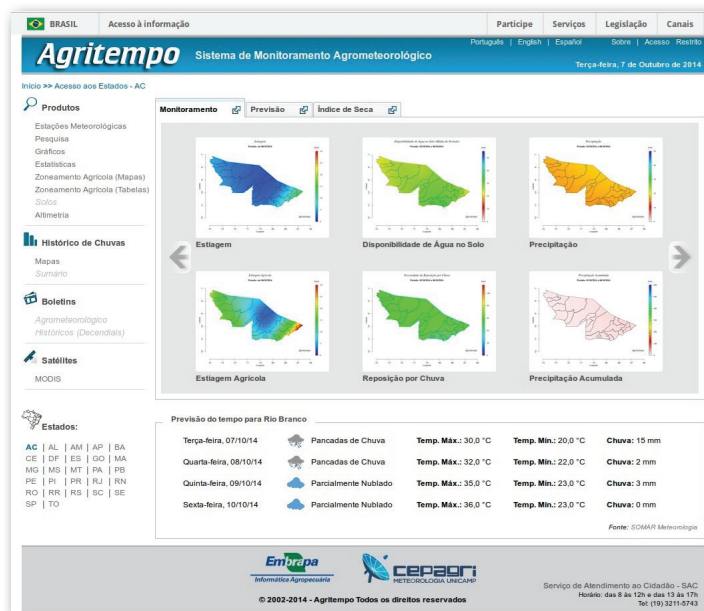 BRASIL Acesso à informação Participe Serviços Legislação Canais
Agritempo
Sistema de Monitoramento Agrometeorológico
Português | English | Español Sobre | Acesso Restrito
Terça-feira, 7 de Outubro de 2014
Início >> Acesso aos Estados - AC
Produtos
Estações Meteorológicas
Pesquisa
Gráficos
Estatísticas
Zoneamento Agrícola (Mapas)
Zoneamento Agrícola (Tabelas)
Solos
Altimetria
Histórico de Chuvas
Mapas
Sumário
Boletins
Agrometeorológico
Históricos (Decendiais)
Satélites
MODIS
Estados:
AC | AL | AM | AP | BA
CE | DF | ES | GO | MA
MG | MS | MT | PA | PB
PE | PI | PR | RJ | RN
RO | RR | RS | SC | SE
SP | TO
Monitoramento Previsão Índice de Seca
Estiagem Disponibilidade de Água no Solo Precipitação
Estiagem Agrícola Reposição por Chuva Precipitação Acumulada
Previsão do tempo para Rio Branco
Terça-feira, 07/10/14 Pancadas de Chuva Temp. Máx.: 30,0 °C Temp. Mín.: 20,0 °C Chuva: 15 mm
Quarta-feira, 08/10/14 Pancadas de Chuva Temp. Máx.: 32,0 °C Temp. Mín.: 22,0 °C Chuva: 2 mm
Quinta-feira, 09/10/14 Parcialmente Nublado Temp. Máx.: 35,0 °C Temp. Mín.: 23,0 °C Chuva: 3 mm
Sexta-feira, 10/10/14 Parcialmente Nublado Temp. Máx.: 36,0 °C Temp. Mín.: 23,0 °C Chuva: 0 mm
Fonte: SOMAR Meteorologia
Embrapa
Informática Agropecuária
cepagri
METEOROLOGIA UNICAMP
© 2002-2014 - Agritempo Todos os direitos reservados
Serviço de Atendimento ao Cidadão - SAC
Horário: das 8 às 12h e das 13 às 17h
Tel: (19) 3211-5743